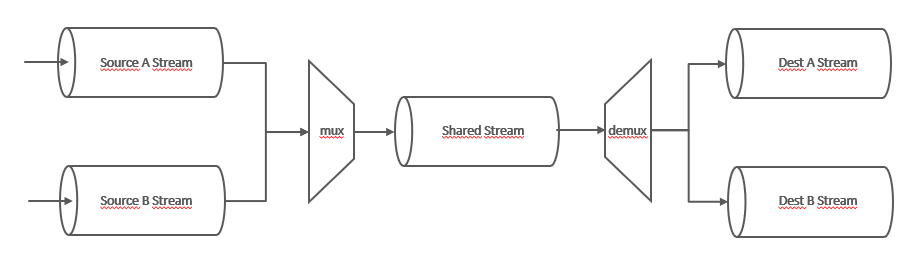 Source A Stream
Dest A Stream
mux
Shared Stream
demux
Source B Stream
Dest B Stream